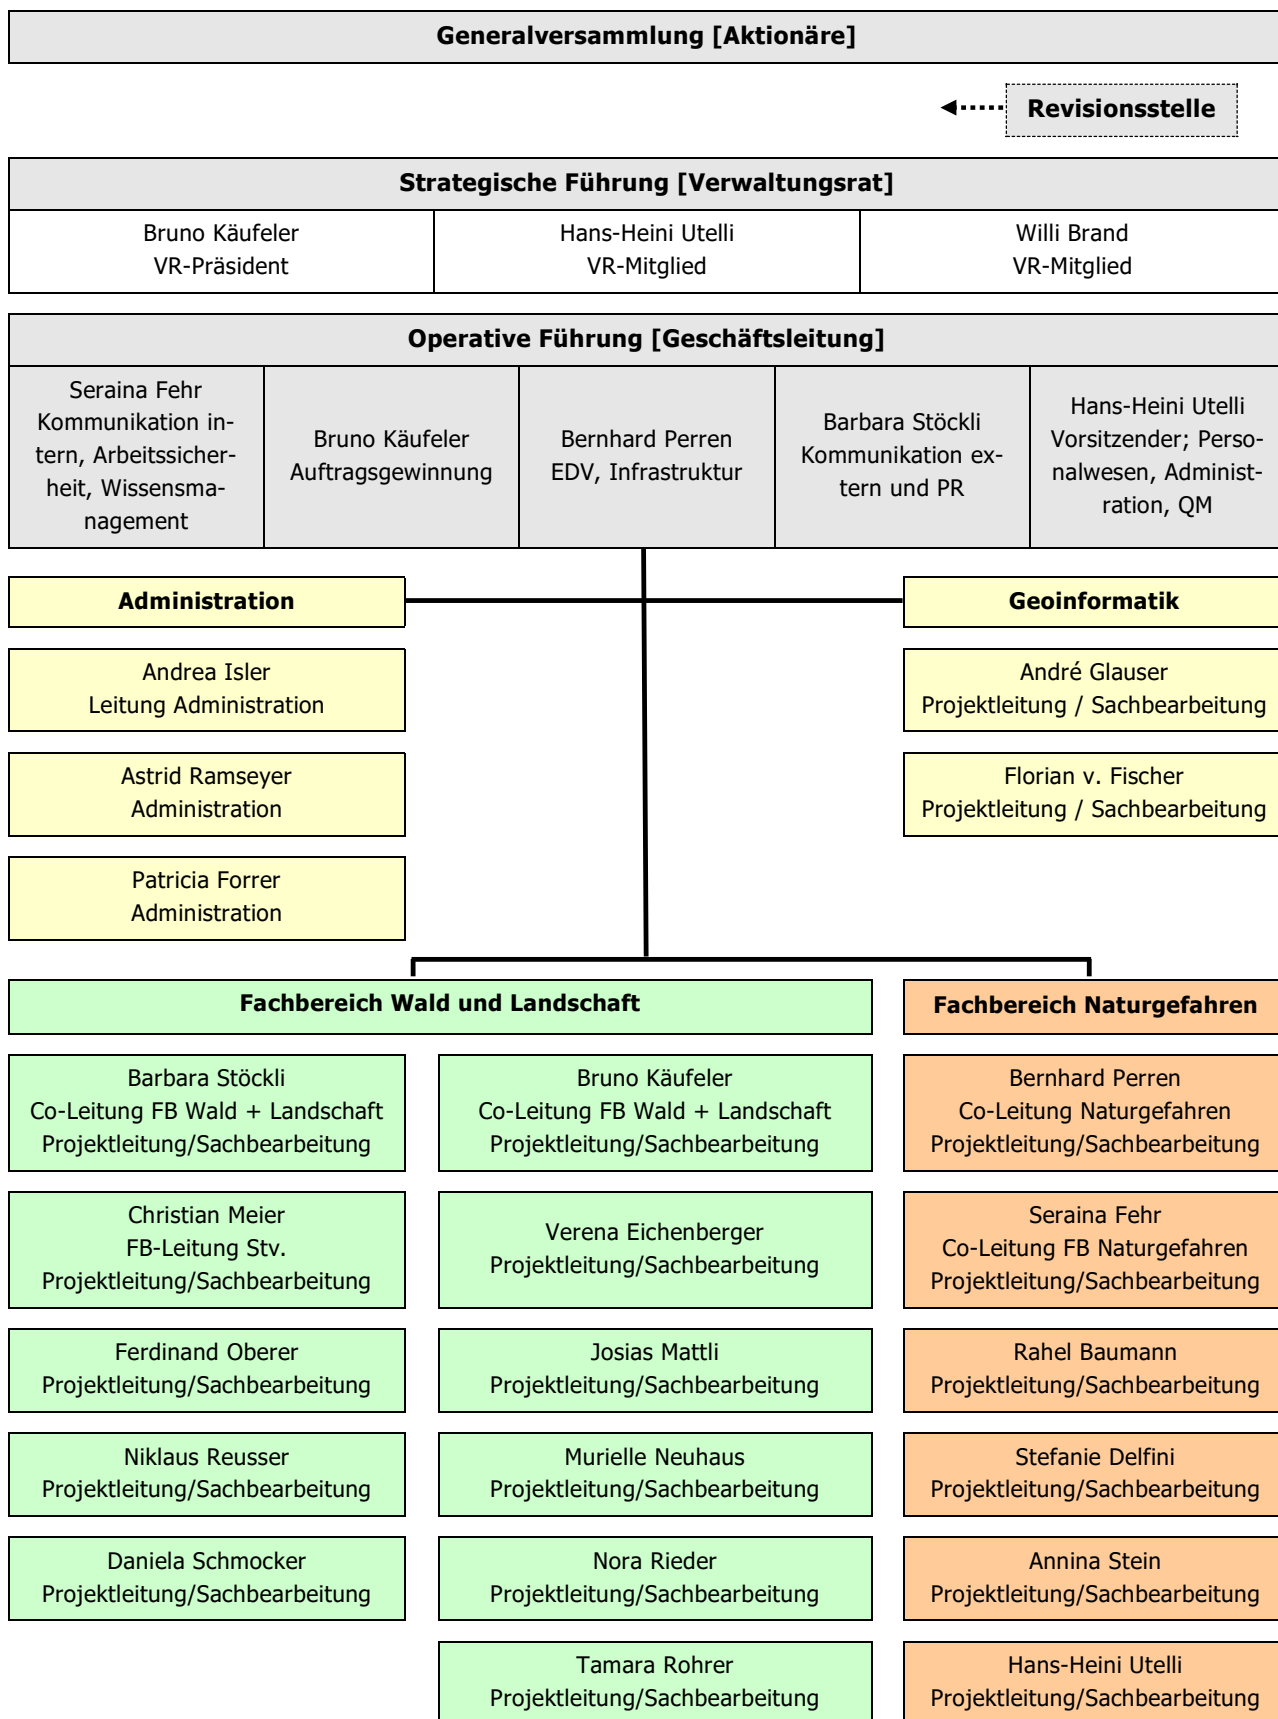 Generalversammlung [Aktionäre]
Revisionsstelle
Strategische Führung [Verwaltungsrat]
Bruno Käufeler
VR-Präsident
Hans-Heini Utelli
VR-Mitglied
Willi Brand
VR-Mitglied
Operative Führung [Geschäftsleitung]
Seraina Fehr
Kommunikation in-
tern, Arbeitssicher-
heit, Wissensma-
nagement
Bruno Käufeler
Auftragsgewinnung
Bernhard Perren
EDV, Infrastruktur
Barbara Stöckli
Kommunikation ex-
tern und PR
Hans-Heini Utelli
Vorsitzender; Perso-
nalwesen, Administ-
ration, QM
Administration
Andrea Isler
Leitung Administration
Astrid Ramseyer
Administration
Patricia Forrer
Administration
Geoinformatik
André Glauser
Projektleitung / Sachbearbeitung
Florian v. Fischer
Projektleitung / Sachbearbeitung
Fachbereich Wald und Landschaft
Barbara Stöckli
Co-Leitung FB Wald + Landschaft
Projektleitung/Sachbearbeitung
Christian Meier
FB-Leitung Stv.
Projektleitung/Sachbearbeitung
Ferdinand Oberer
Projektleitung/Sachbearbeitung
Niklaus Reusser
Projektleitung/Sachbearbeitung
Daniela Schmocker
Projektleitung/Sachbearbeitung
Bruno Käufeler
Co-Leitung FB Wald + Landschaft
Projektleitung/Sachbearbeitung
Verena Eichenberger
Projektleitung/Sachbearbeitung
Josias Mattli
Projektleitung/Sachbearbeitung
Murielle Neuhaus
Projektleitung/Sachbearbeitung
Nora Rieder
Projektleitung/Sachbearbeitung
Tamara Rohrer
Projektleitung/Sachbearbeitung
Fachbereich Naturgefahren
Bernhard Perren
Co-Leitung Naturgefahren
Projektleitung/Sachbearbeitung
Seraina Fehr
Co-Leitung FB Naturgefahren
Projektleitung/Sachbearbeitung
Rahel Baumann
Projektleitung/Sachbearbeitung
Stefanie Delfini
Projektleitung/Sachbearbeitung
Annina Stein
Projektleitung/Sachbearbeitung
Hans-Heini Utelli
Projektleitung/Sachbearbeitung